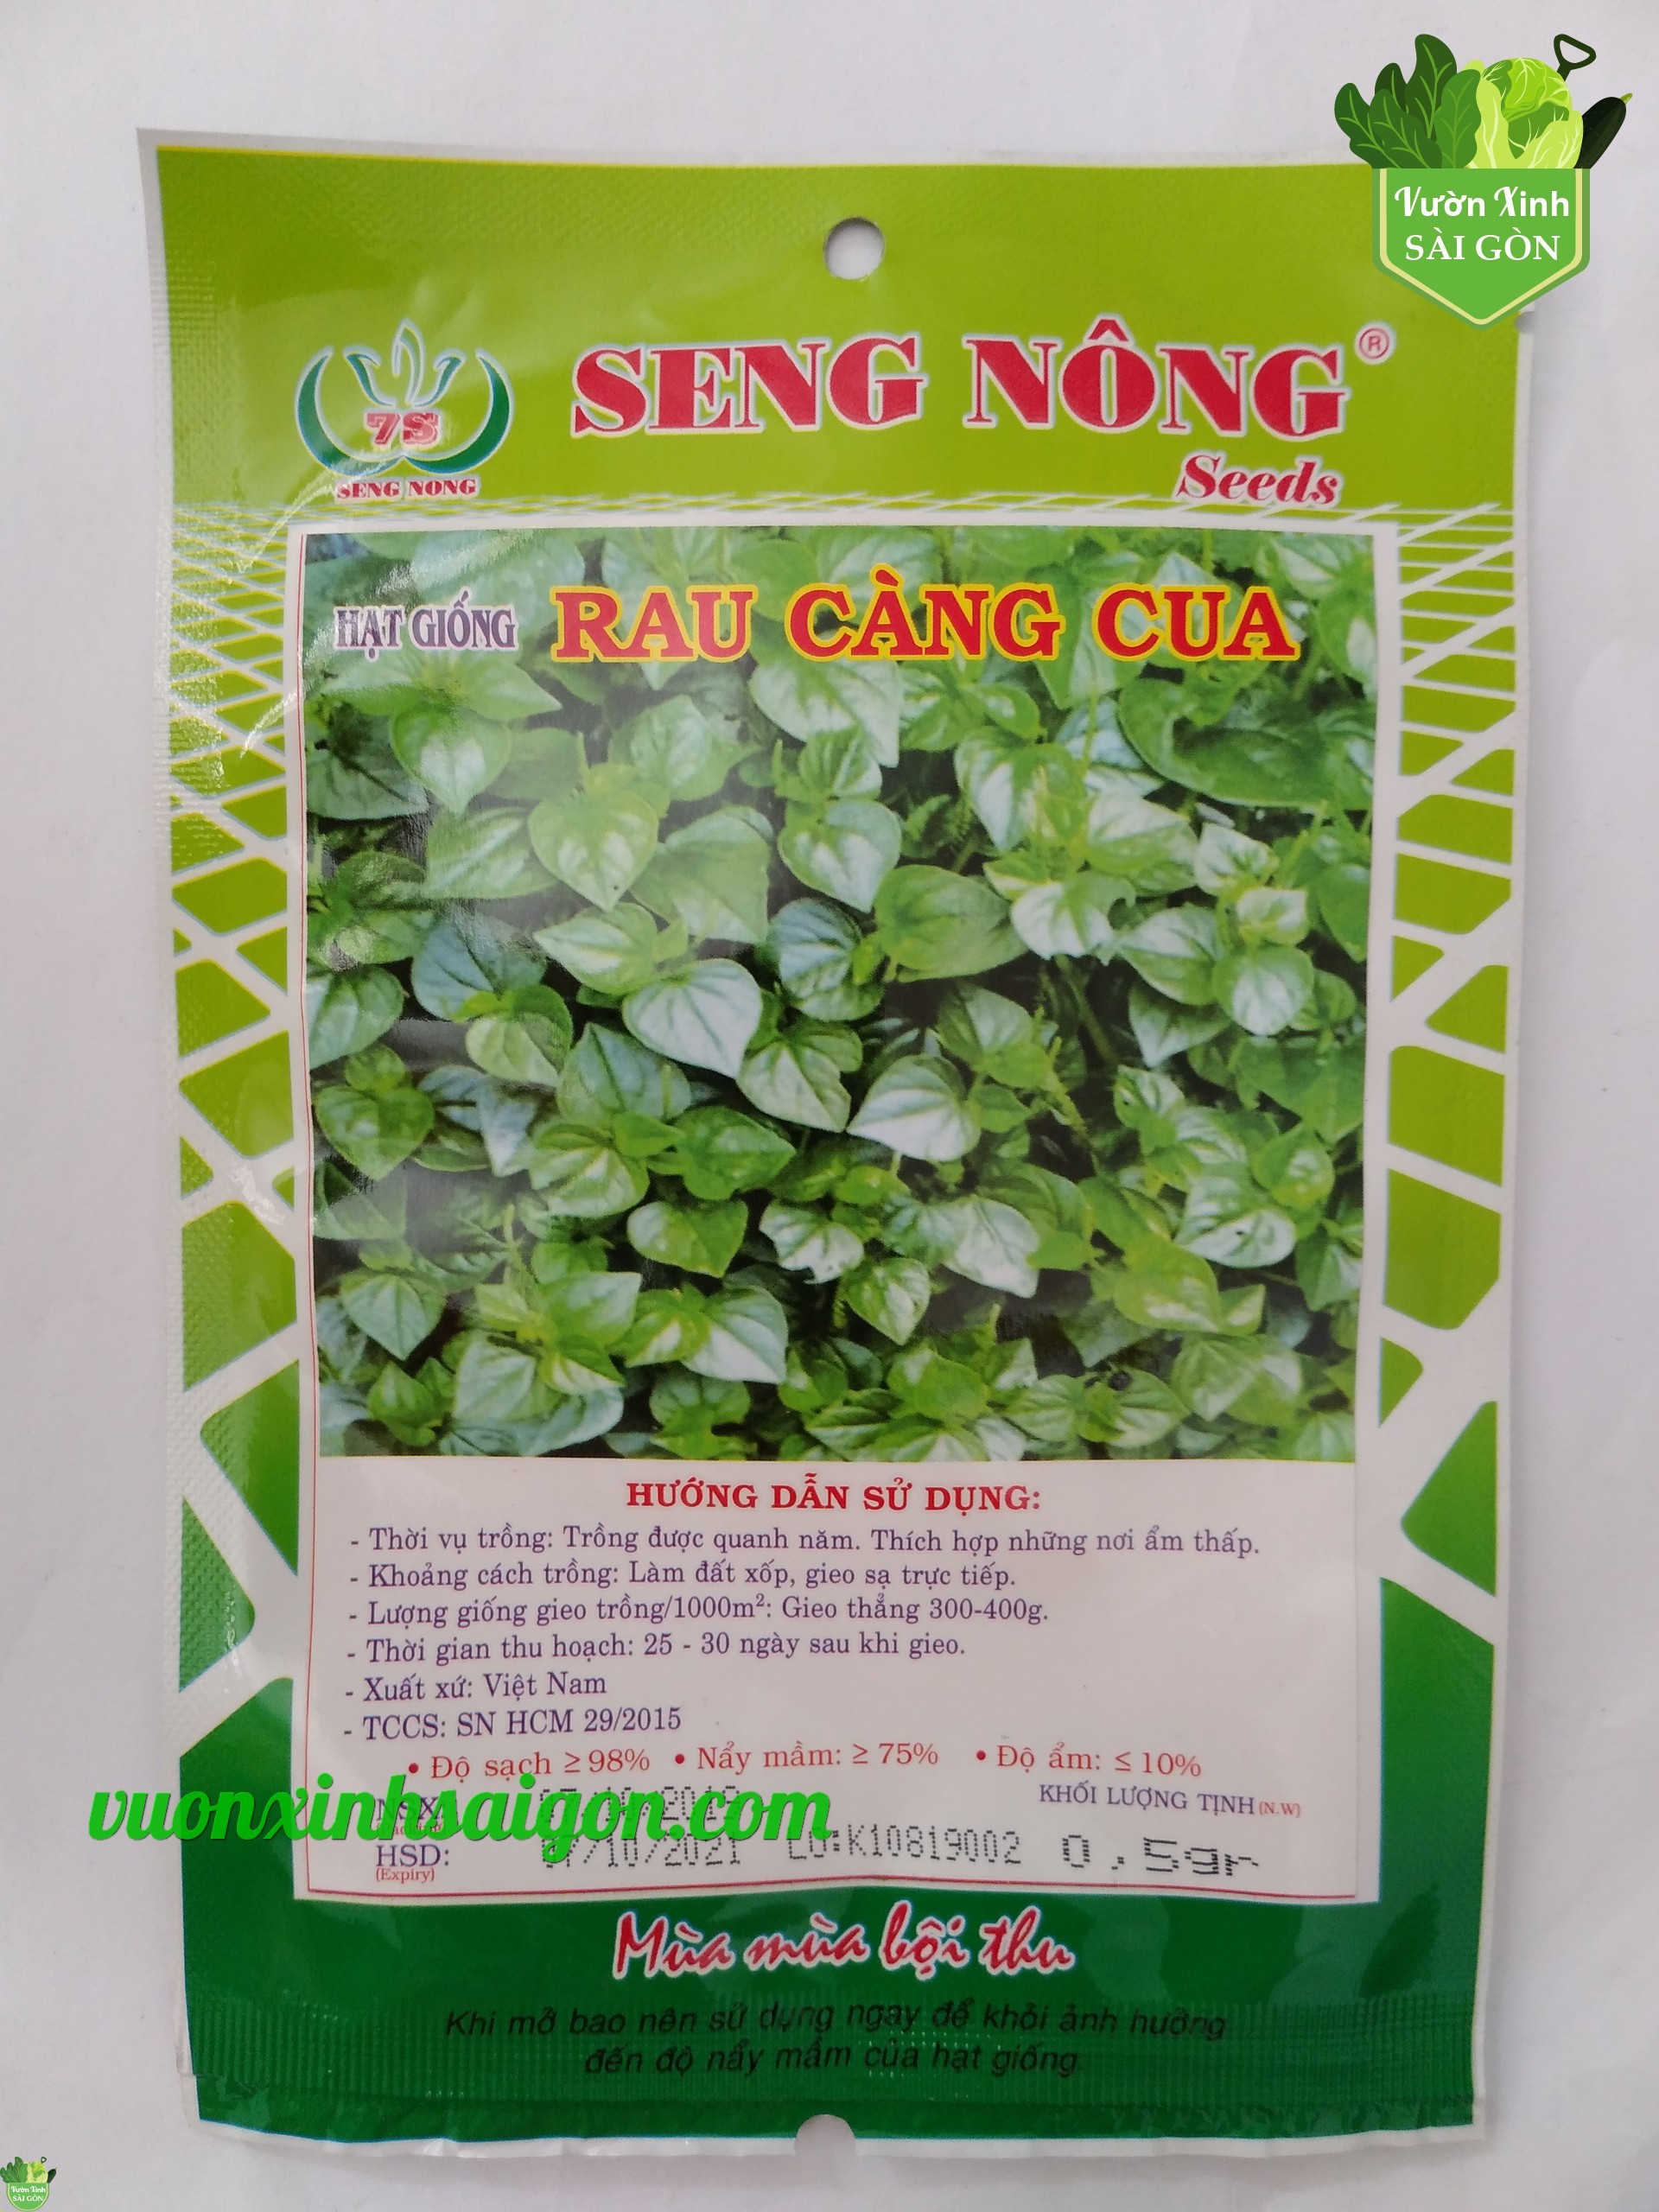 Vườn Xinh
SÀI GÒN
SENG NÔNG®
Seeds
7S
SENG NONG
HẠT GIỐNG RAU CÀNG CUA
HƯỚNG DẪN SỬ DỤNG:
- Thời vụ trồng: Trồng được quanh năm. Thích hợp những nơi ẩm thấp.
- Khoảng cách trồng: Làm đất xốp, gieo sạ trực tiếp.
- Lượng giống gieo trồng/1000m²: Gieo thẳng 300-400g.
- Thời gian thu hoạch: 25 - 30 ngày sau khi gieo.
- Xuất xứ: Việt Nam
- TCCS: SN HCM 29/2015
• Độ sạch ≥ 98% • Nẩy mầm: ≥ 75% • Độ ẩm: ≤ 10%
vuonxinhsaigon.com
NSX:
KHỐI LƯỢNG TỊNH (N.W)
HSD: 07/10/2021 LO:K10819002 0,5gr
(Expiry)
Mùa mùa bội thu
Khi mở bao nên sử dụng ngay để khỏi ảnh hưởng
đến độ nẩy mầm của hạt giống.
Vườn Xinh
SÀI GÒN